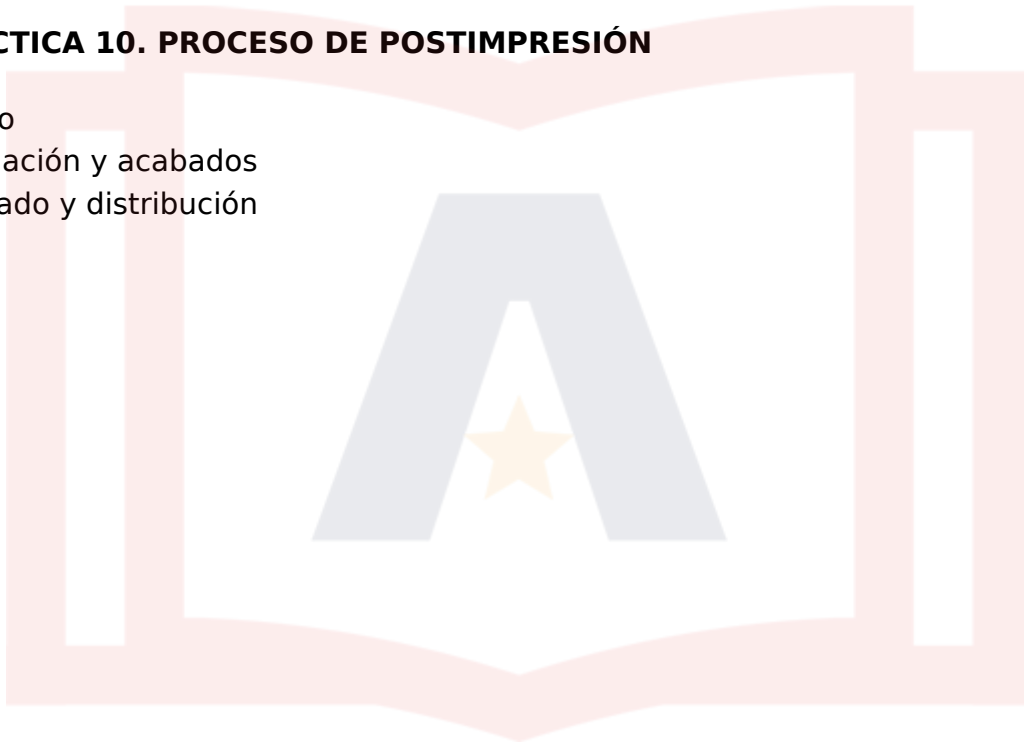 CTICA 10. PROCESO DE POSTIMPRESIÓN
o
ación y acabados
ado y distribución